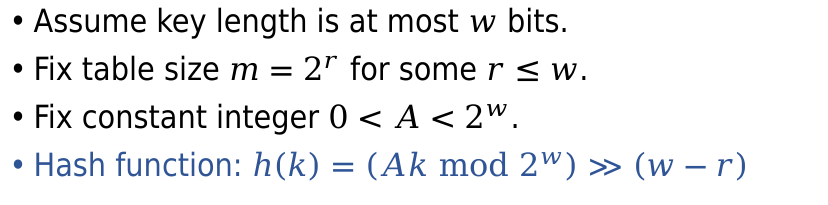 • Assume key length is at most w bits.
• Fix table size m = 2^r for some r ≤ w.
• Fix constant integer 0 < A < 2^w.
• Hash function: h(k) = (Ak mod 2^w) ≫ (w − r)